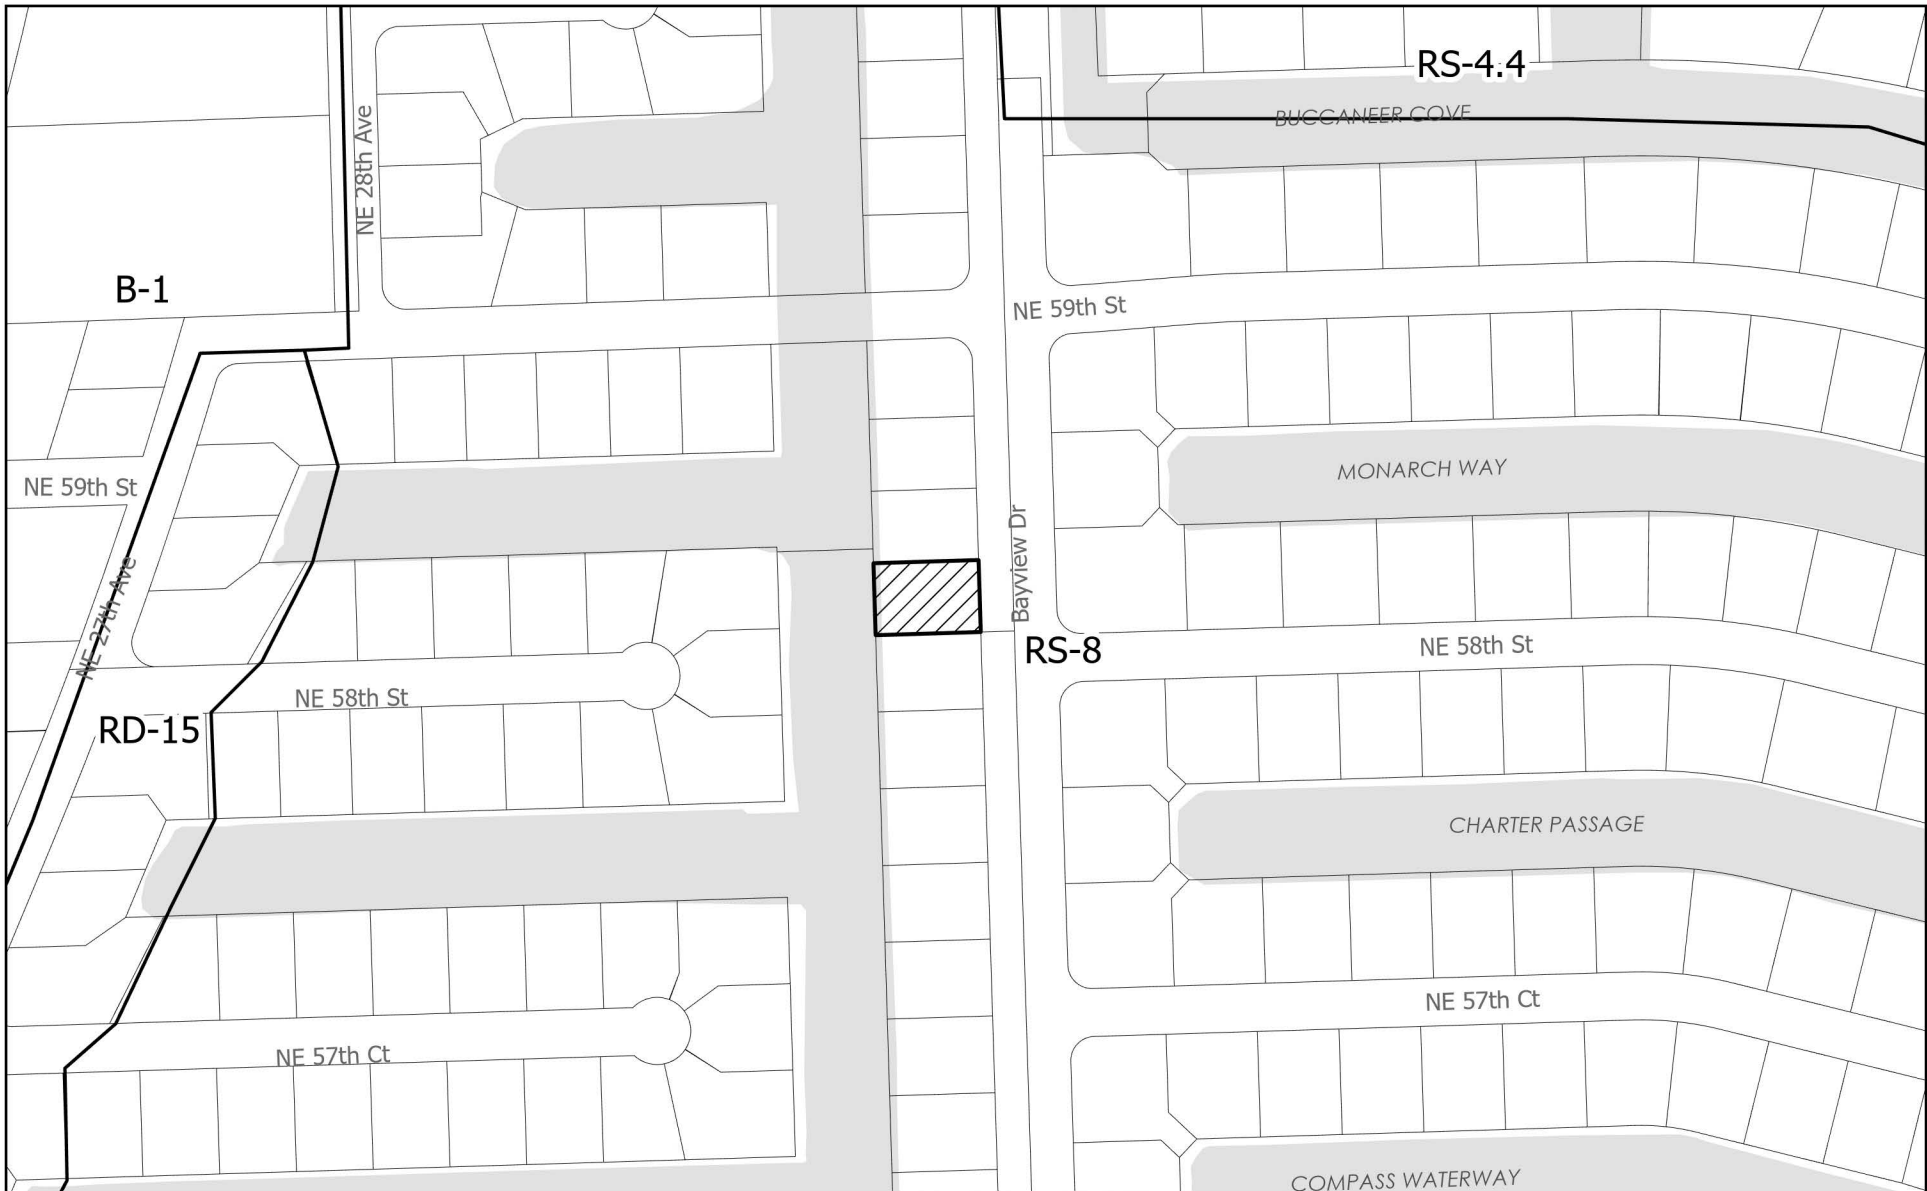 RS-4.4
BUCCANEER COVE
NE 28th Ave
B-1
NE 59th St
MONARCH WAY
NE 59th St
Bayview Dr
NE 27th Ave
RS-8
NE 58th St
NE 58th St
RD-15
CHARTER PASSAGE
NE 57th Ct
NE 57th Ct
COMPASS WATERWAY